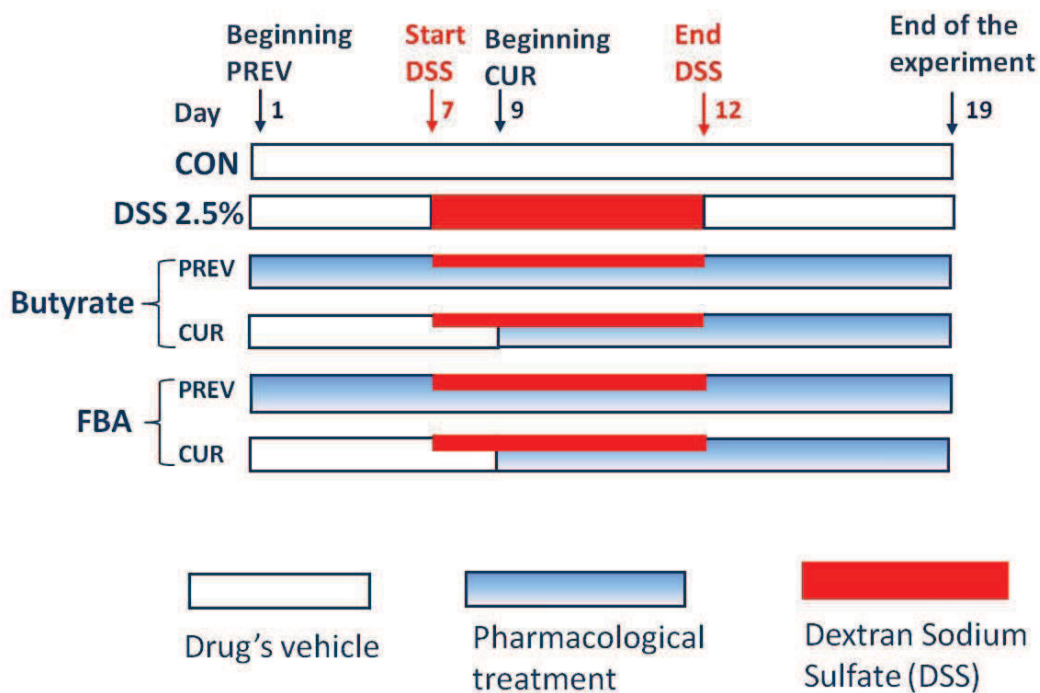 Beginning
PREV
Start
DSS
Beginning
CUR
End
DSS
End of the
experiment
Day 1 7 9 12 19
CON
DSS 2.5%
Butyrate
PREV
CUR
FBA
PREV
CUR
Drug's vehicle
Pharmacological
treatment
Dextran Sodium
Sulfate (DSS)